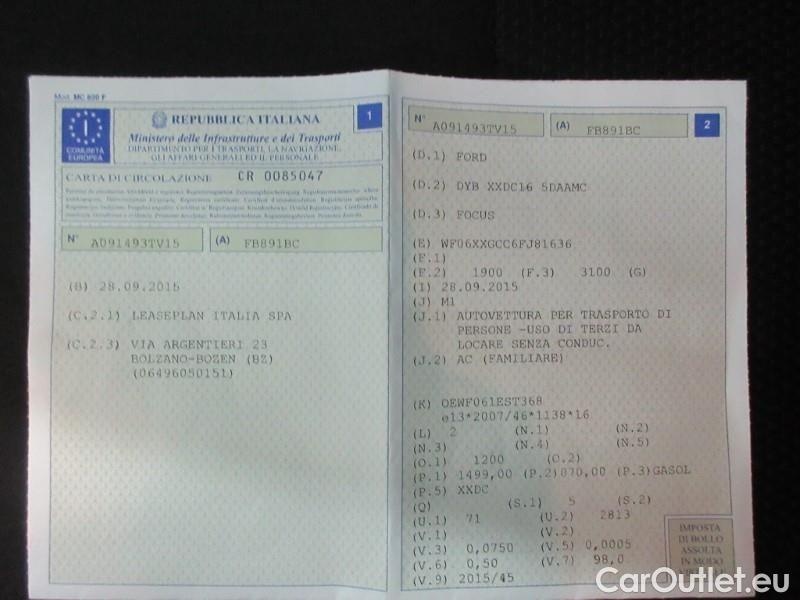 Mod. MC 820 F
REPUBBLICA ITALIANA
1
Ministero delle Infrastrutture e dei Trasporti
DIPARTIMENTO PER I TRASPORTI, LA NAVIGAZIONE,
GLI AFFARI GENERALI ED IL PERSONALE
I
COMUNITÀ
EUROPEA
CARTA DI CIRCOLAZIONE CR 0085047
N° A091493TV15 (A) FB891BC
(B) 28.09.2015
(C.2.1) LEASEPLAN ITALIA SPA
(C.2.3) VIA ARGENTIERI 23
BOLZANO-BOZEN (BZ)
(06496050151)
N° A091493TV15 (A) FB891BC 2
(D.1) FORD
(D.2) DYB XXDC16 5DAAMC
(D.3) FOCUS
(E) WF06XXGCC6FJ81636
(F.1)
(F.2) 1900 (F.3) 3100 (G)
(I) 28.09.2015
(J) M1
(J.1) AUTOVETTURA PER TRASPORTO DI
PERSONE -USO DI TERZI DA
LOCARE SENZA CONDUC.
(J.2) AC (FAMILIARE)
(K) OEWF061EST368
e13*2007/46*1138*16
(L) 2 (N.1) (N.2)
(N.3) (N.4) (N.5)
(O.1) 1200 (O.2)
(P.1) 1499,00 (P.2) 070,00 (P.3) GASOL
(P.5) XXDC
(Q) (S.1) 5 (S.2)
(U.1) 71 (U.2) 2813
(V.1) (V.2)
(V.3) 0,0750 (V.5) 0,0005
(V.6) 0,50 (V.7) 98,0
(V.9) 2015/45
IMPOSTA
DI BOLLO
ASSOLTA
IN MODO
CarOutlet.eu